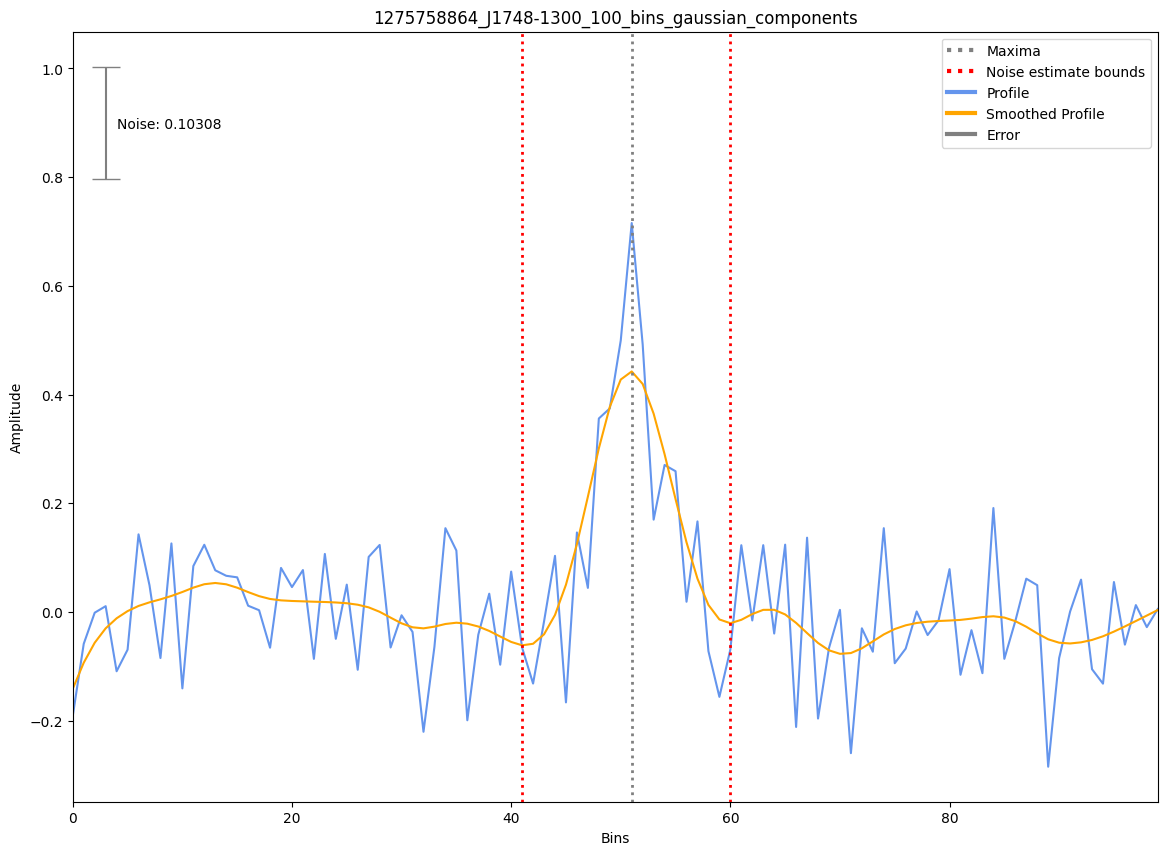 1275758864_J1748-1300_100_bins_gaussian_components
Maxima
Noise estimate bounds
Profile
Smoothed Profile
Error
Noise: 0.10308
1.0
0.8
0.6
0.4
0.2
0.0
−0.2
Amplitude
0 20 40 60 80
Bins